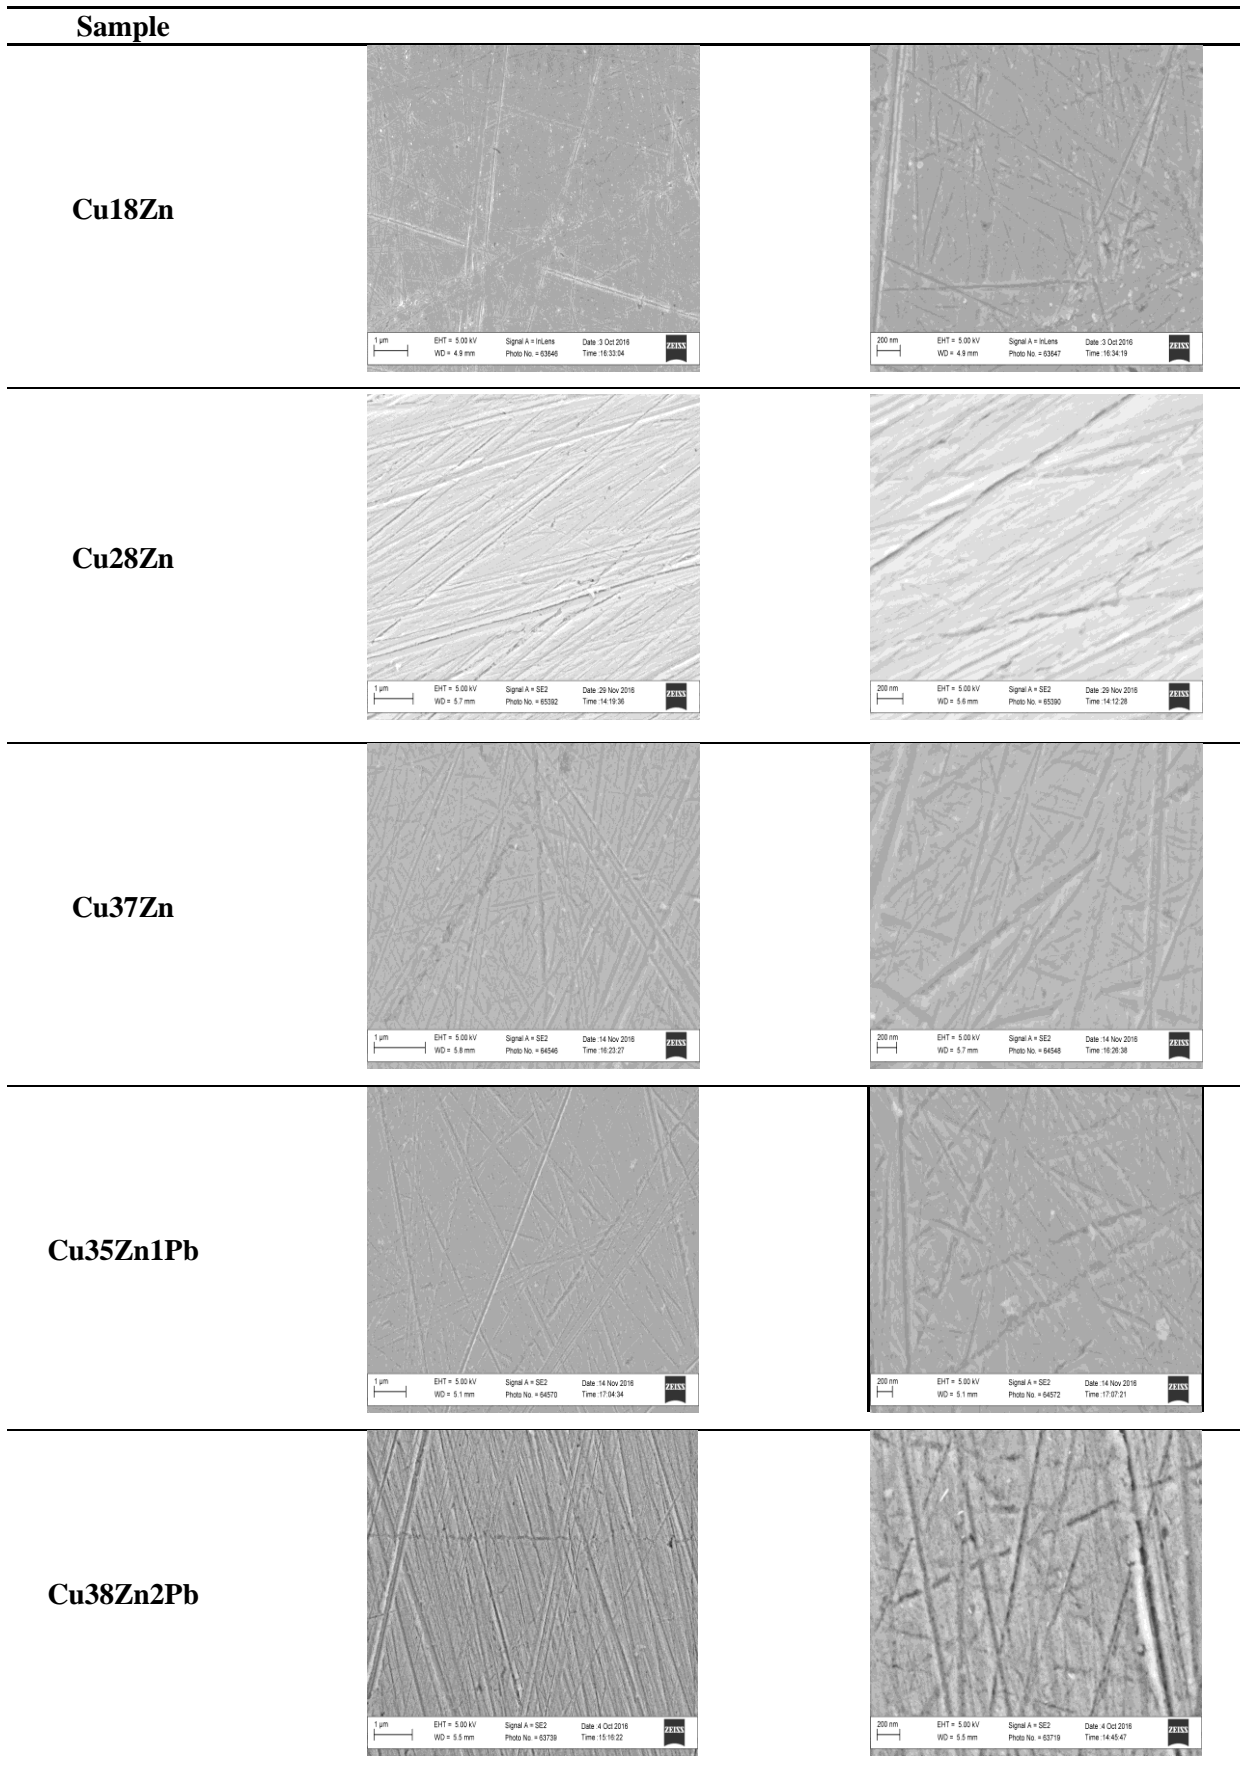 Sample
Cu18Zn
1 µm EHT = 5.00 kV Signal A = InLens Date :3 Oct 2016 ZEISS
WD = 4.9 mm Photo No. = 63646 Time :16:33:04
200 nm EHT = 5.00 kV Signal A = InLens Date :3 Oct 2016 ZEISS
WD = 4.9 mm Photo No. = 63647 Time :16:34:19
Cu28Zn
1 µm EHT = 5.00 kV Signal A = SE2 Date :29 Nov 2016 ZEISS
WD = 5.7 mm Photo No. = 65392 Time :14:19:36
200 nm EHT = 5.00 kV Signal A = SE2 Date :29 Nov 2016 ZEISS
WD = 5.6 mm Photo No. = 65390 Time :14:12:28
Cu37Zn
1 µm EHT = 5.00 kV Signal A = SE2 Date :14 Nov 2016 ZEISS
WD = 5.8 mm Photo No. = 64546 Time :16:23:27
200 nm EHT = 5.00 kV Signal A = SE2 Date :14 Nov 2016 ZEISS
WD = 5.7 mm Photo No. = 64548 Time :16:26:38
Cu35Zn1Pb
1 µm EHT = 5.00 kV Signal A = SE2 Date :14 Nov 2016 ZEISS
WD = 5.1 mm Photo No. = 64570 Time :17:04:34
200 nm EHT = 5.00 kV Signal A = SE2 Date :14 Nov 2016 ZEISS
WD = 5.1 mm Photo No. = 64572 Time :17:07:21
Cu38Zn2Pb
1 µm EHT = 5.00 kV Signal A = SE2 Date :4 Oct 2016 ZEISS
WD = 5.5 mm Photo No. = 63739 Time :15:16:22
200 nm EHT = 5.00 kV Signal A = SE2 Date :4 Oct 2016 ZEISS
WD = 5.5 mm Photo No. = 63719 Time :14:45:47